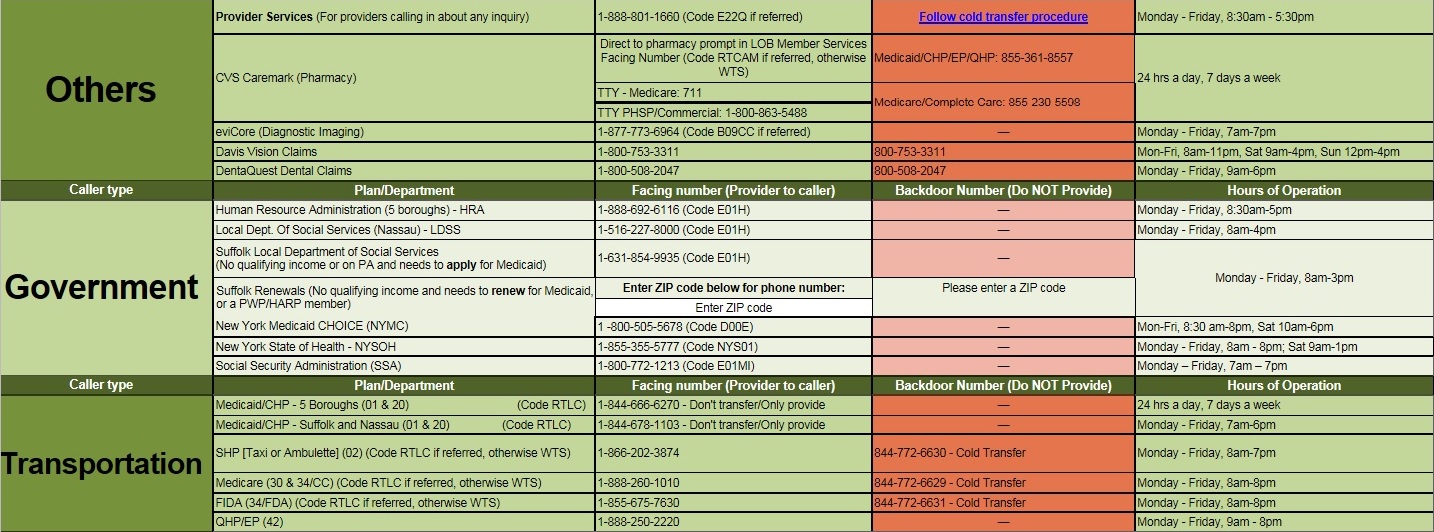 Others
Provider Services (For providers calling in about any inquiry) 1-888-801-1660 (Code E22Q if referred) Follow cold transfer procedure Monday - Friday, 8:30am - 5:30pm
CVS Caremark (Pharmacy)
Direct to pharmacy prompt in LOB Member Services
Facing Number (Code RTCAM if referred, otherwise
WTS)
Medicaid/CHP/EP/QHP: 855-361-8557
24 hrs a day, 7 days a week
TTY - Medicare: 711
Medicare/Complete Care: 855-230-5598
TTY PHSP/Commercial: 1-800-863-5488
eviCore (Diagnostic Imaging) 1-877-773-6964 (Code B09CC if referred) — Monday - Friday, 7am-7pm
Davis Vision Claims 1-800-753-3311 800-753-3311 Mon-Fri, 8am-11pm, Sat 9am-4pm, Sun 12pm-4pm
DentaQuest Dental Claims 1-800-508-2047 800-508-2047 Monday - Friday, 9am-6pm
Caller type Plan/Department Facing number (Provider to caller) Backdoor Number (Do NOT Provide) Hours of Operation
Government
Human Resource Administration (5 boroughs) - HRA 1-888-692-6116 (Code E01H) — Monday - Friday, 8:30am-5pm
Local Dept. Of Social Services (Nassau) - LDSS 1-516-227-8000 (Code E01H) — Monday - Friday, 8am-4pm
Suffolk Local Department of Social Services
(No qualifying income or on PA and needs to apply for Medicaid)
1-631-854-9935 (Code E01H) —
Monday - Friday, 8am-3pm
Suffolk Renewals (No qualifying income and needs to renew for Medicaid,
or a PWP/HARP member)
Enter ZIP code below for phone number:
Please enter a ZIP code
Enter ZIP code
New York Medicaid CHOICE (NYMC) 1 -800-505-5678 (Code D00E) — Mon-Fri, 8:30 am-8pm, Sat 10am-6pm
New York State of Health - NYSOH 1-855-355-5777 (Code NYS01) — Monday - Friday, 8am - 8pm; Sat 9am-1pm
Social Security Administration (SSA) 1-800-772-1213 (Code E01MI) — Monday – Friday, 7am – 7pm
Caller type Plan/Department Facing number (Provider to caller) Backdoor Number (Do NOT Provide) Hours of Operation
Transportation
Medicaid/CHP - 5 Boroughs (01 & 20) (Code RTLC) 1-844-666-6270 - Don't transfer/Only provide — 24 hrs a day, 7 days a week
Medicaid/CHP - Suffolk and Nassau (01 & 20) (Code RTLC) 1-844-678-1103 - Don't transfer/Only provide — Monday - Friday, 7am-6pm
SHP [Taxi or Ambulette] (02) (Code RTLC if referred, otherwise WTS) 1-866-202-3874 844-772-6630 - Cold Transfer Monday - Friday, 8am-7pm
Medicare (30 & 34/CC) (Code RTLC if referred, otherwise WTS) 1-888-260-1010 844-772-6629 - Cold Transfer Monday - Friday, 8am-8pm
FIDA (34/FDA) (Code RTLC if referred, otherwise WTS) 1-855-675-7630 844-772-6631 - Cold Transfer Monday - Friday, 8am-8pm
QHP/EP (42) 1-888-250-2220 — Monday - Friday, 9am - 8pm